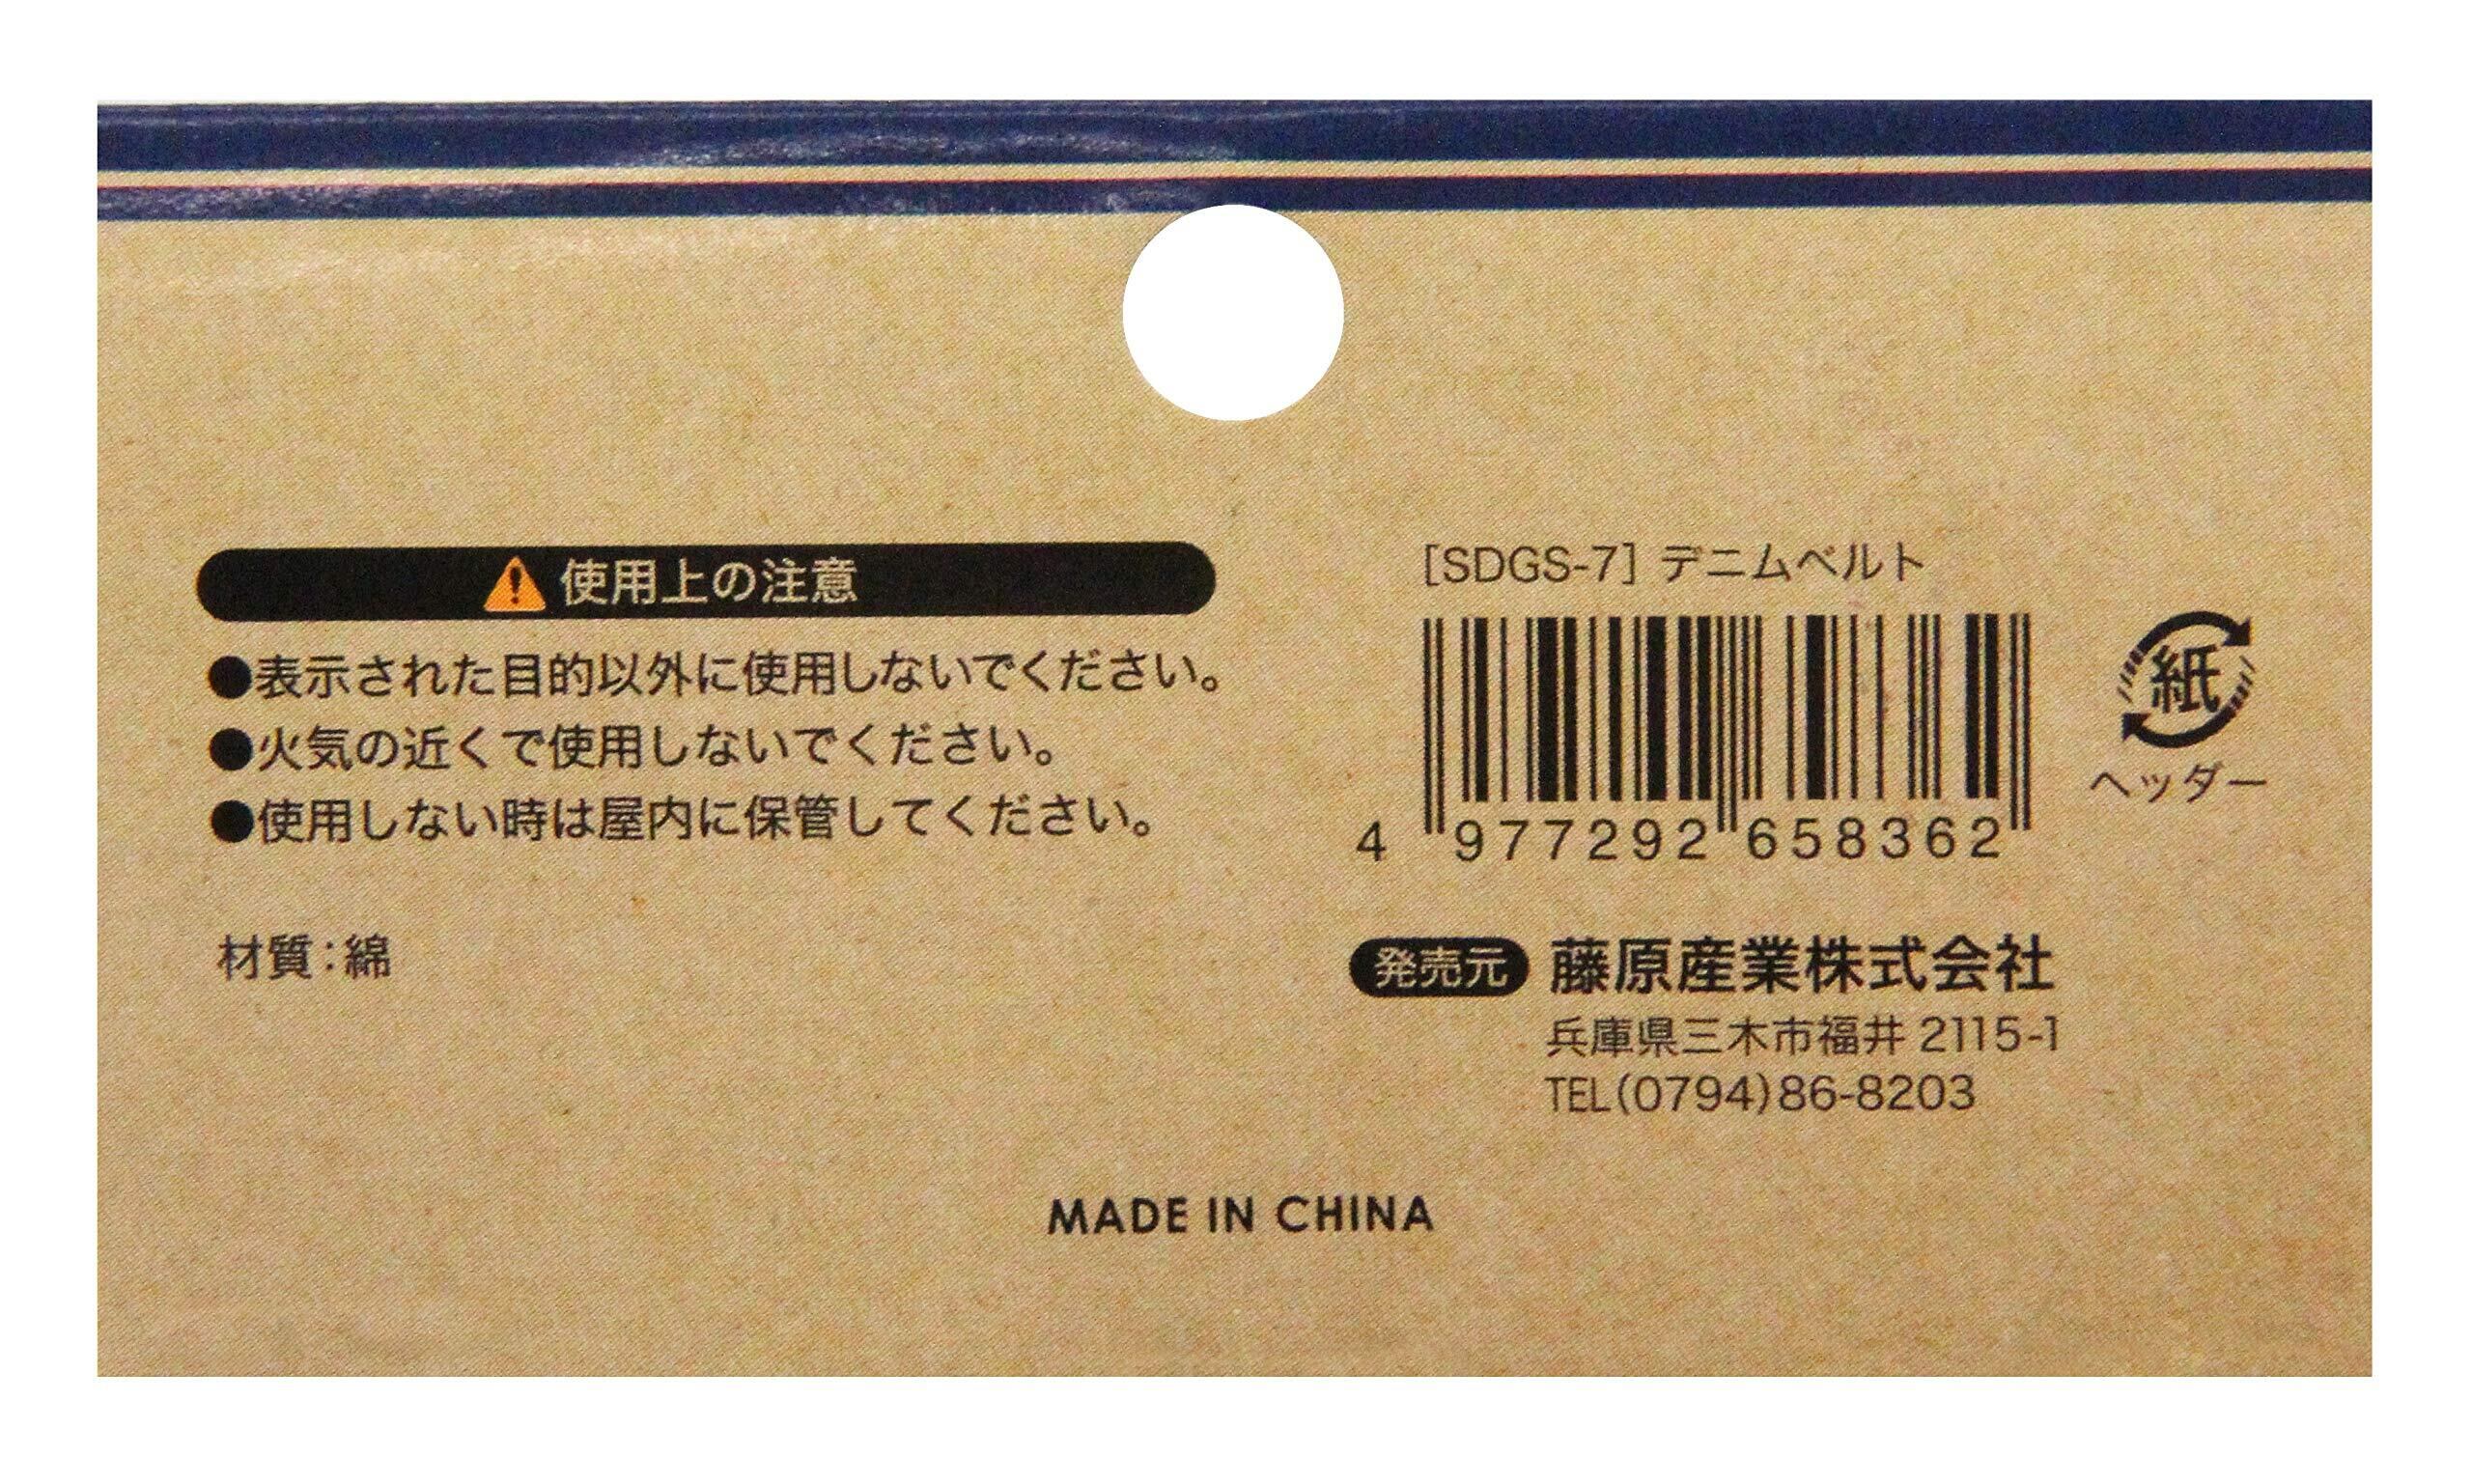 ⚠使用上の注意
●表示された目的以外に使用しないでください。
●火気の近くで使用しないでください。
●使用しない時は屋内に保管してください。
材質：綿
［SDGS-7］デニムベルト
4 977292 658362
紙
ヘッダー
発売元 藤原産業株式会社
兵庫県三木市福井 2115-1
TEL(0794)86-8203
MADE IN CHINA